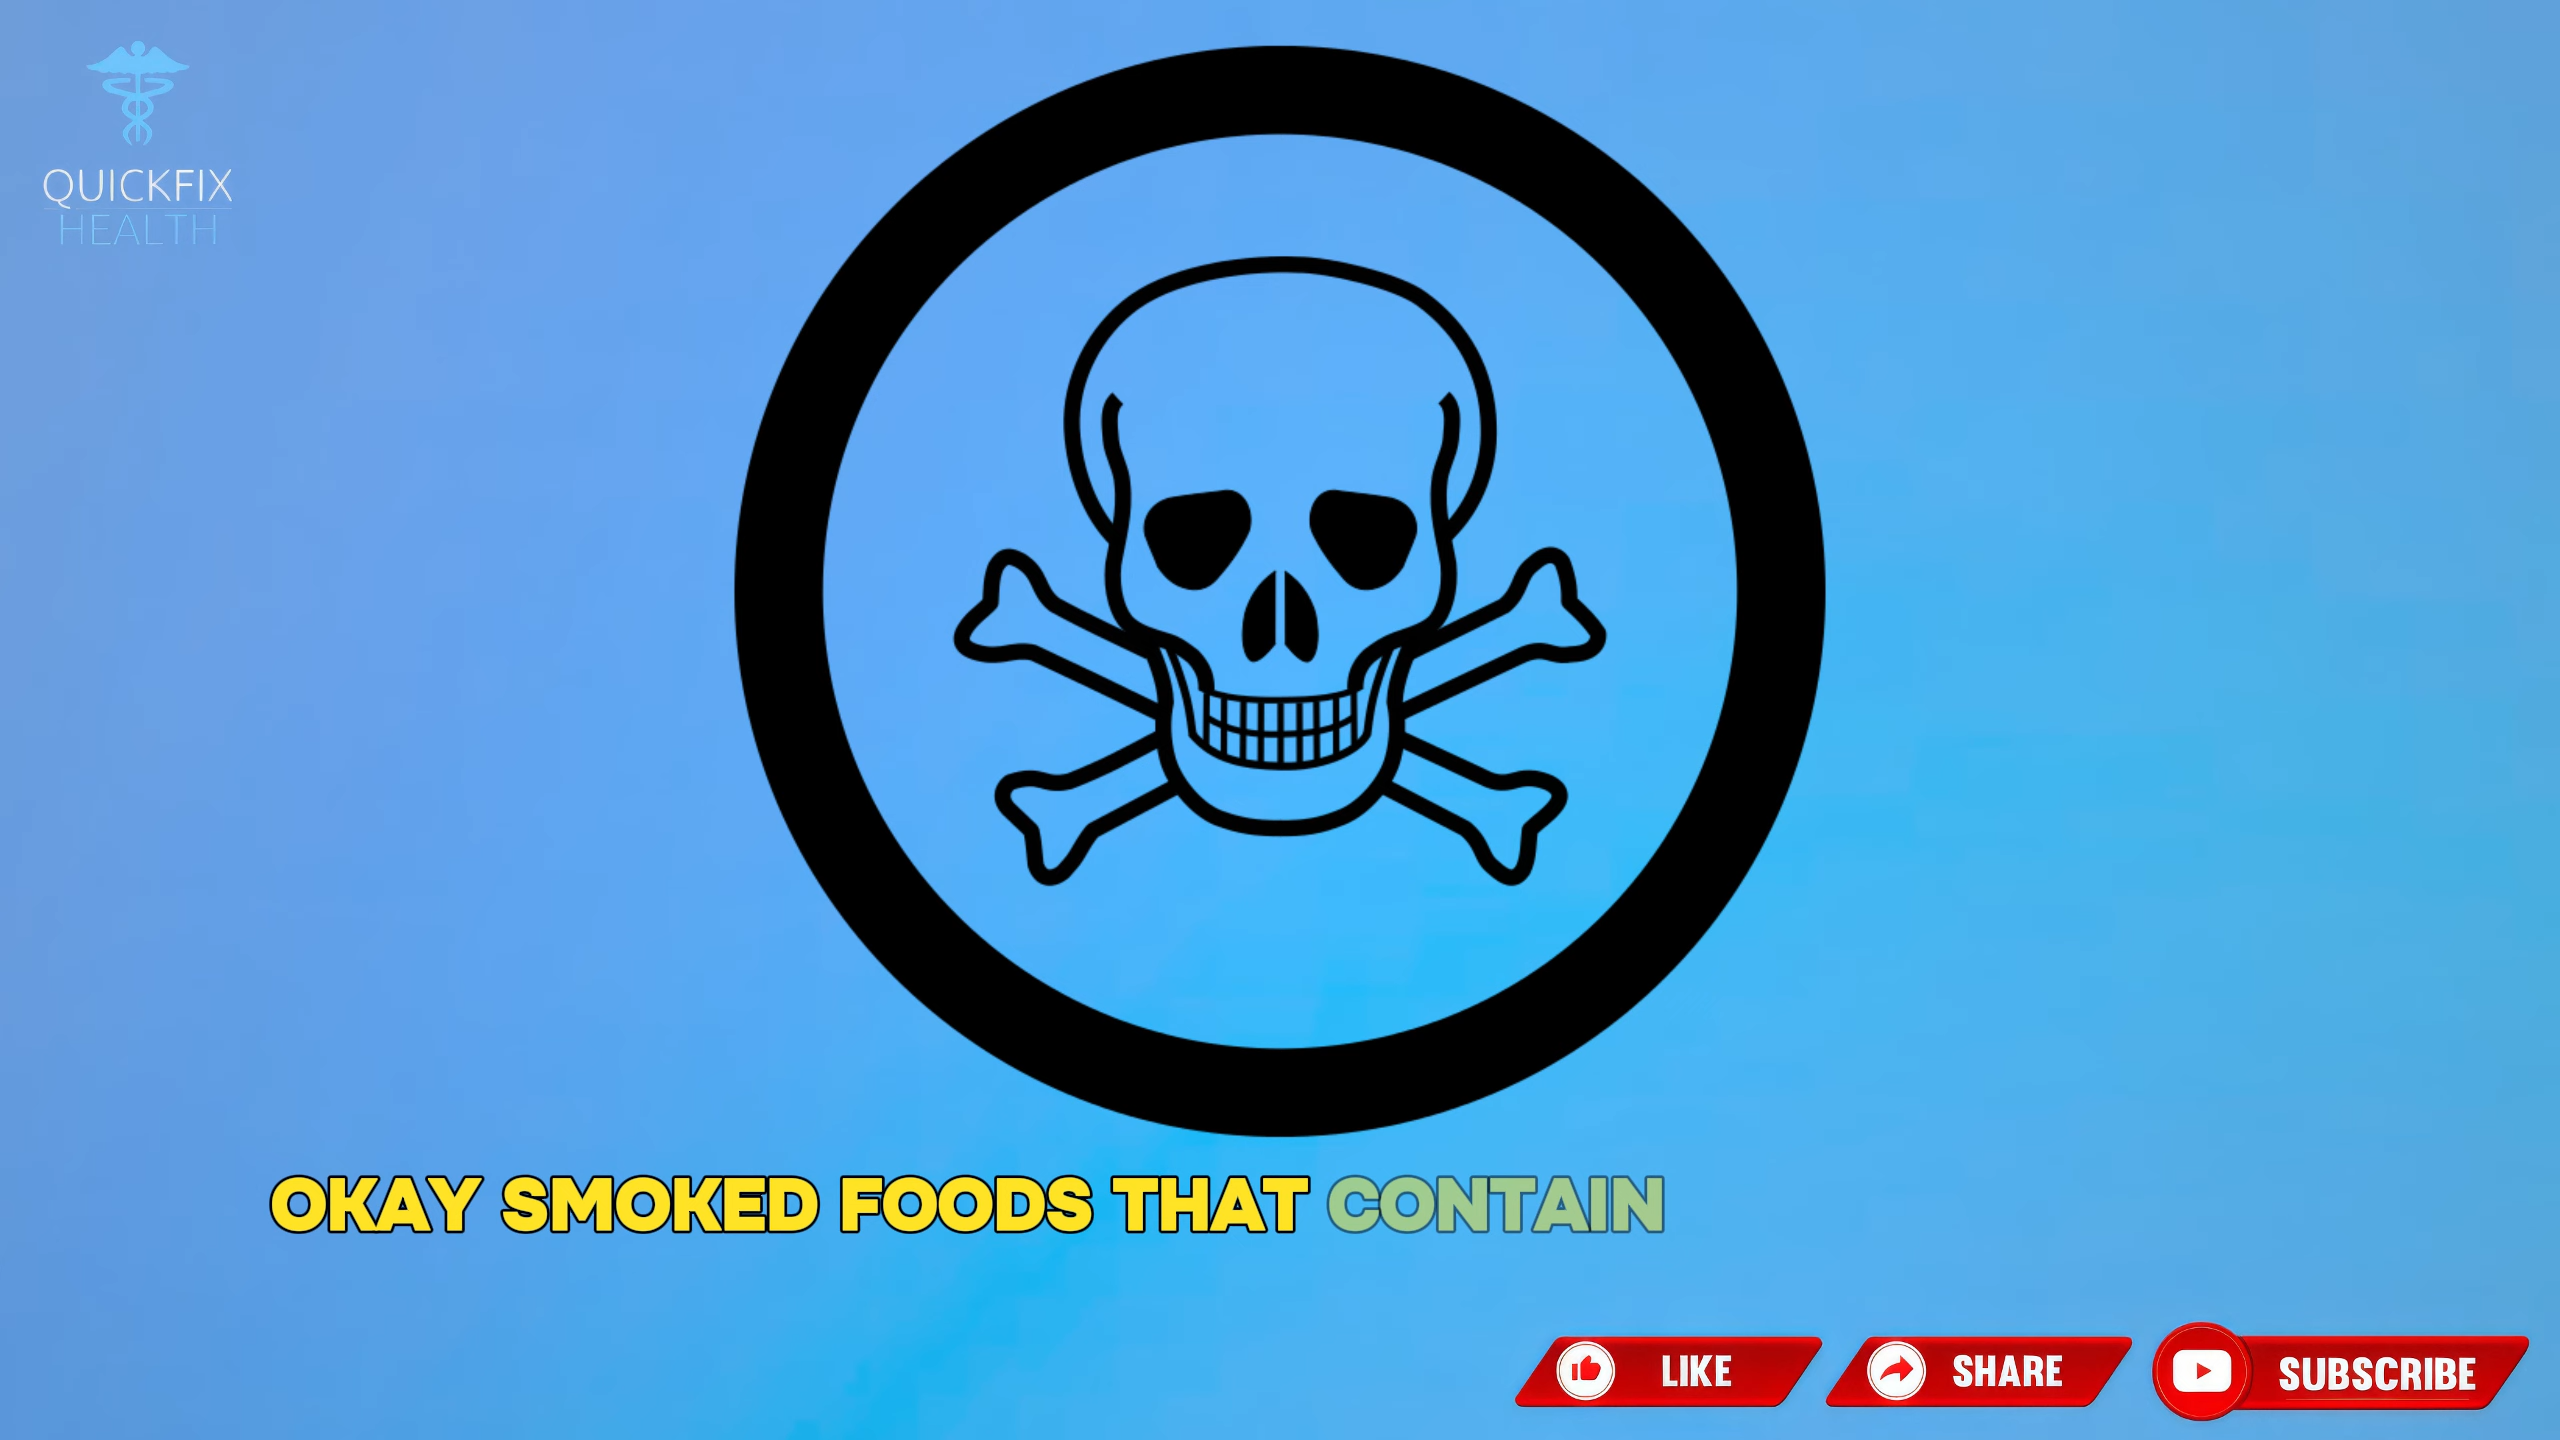 QUICKFIX
HEALTH
OKAY SMOKED FOODS THAT CONTAIN
LIKE
SHARE
SUBSCRIBE